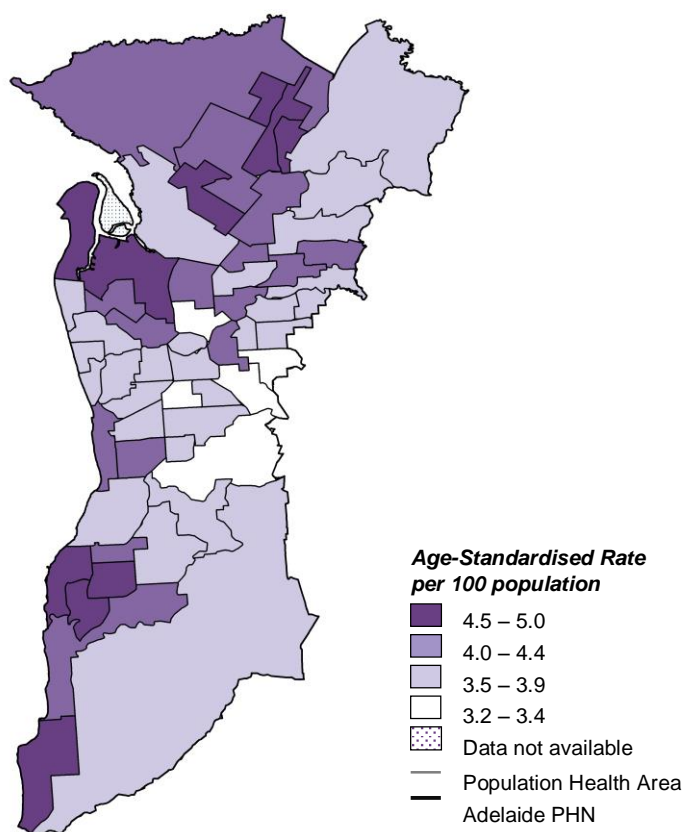 Age-Standardised Rate
per 100 population
4.5 – 5.0
4.0 – 4.4
3.5 – 3.9
3.2 – 3.4
Data not available
Population Health Area
Adelaide PHN